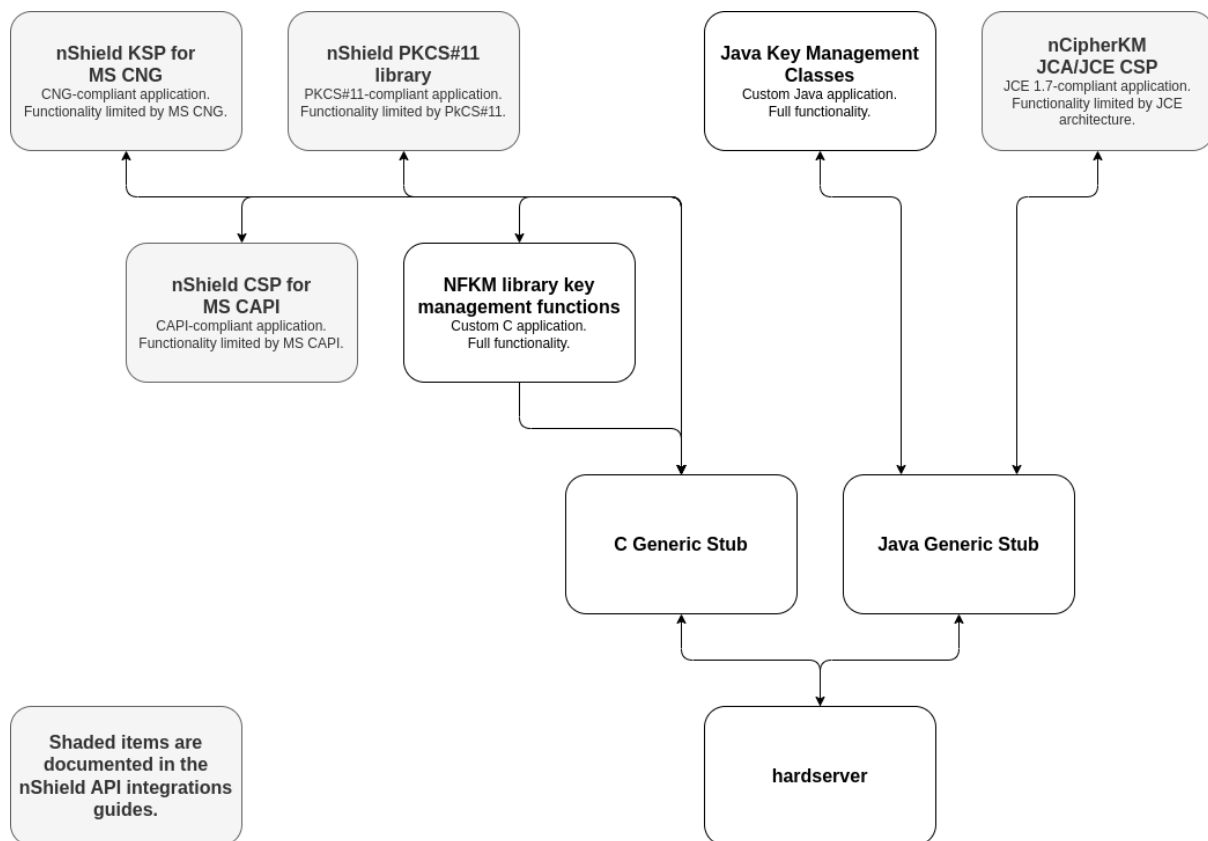 nShield KSP for
MS CNG
CNG-compliant application.
Functionality limited by MS CNG.
nShield PKCS#11
library
PKCS#11-compliant application.
Functionality limited by PkCS#11.
Java Key Management
Classes
Custom Java application.
Full functionality.
nCipherKM
JCA/JCE CSP
JCE 1.7-compliant application.
Functionality limited by JCE
architecture.
nShield CSP for
MS CAPI
CAPI-compliant application.
Functionality limited by MS CAPI.
NFKM library key
management functions
Custom C application.
Full functionality.
C Generic Stub
Java Generic Stub
Shaded items are
documented in the
nShield API integrations
guides.
hardserver